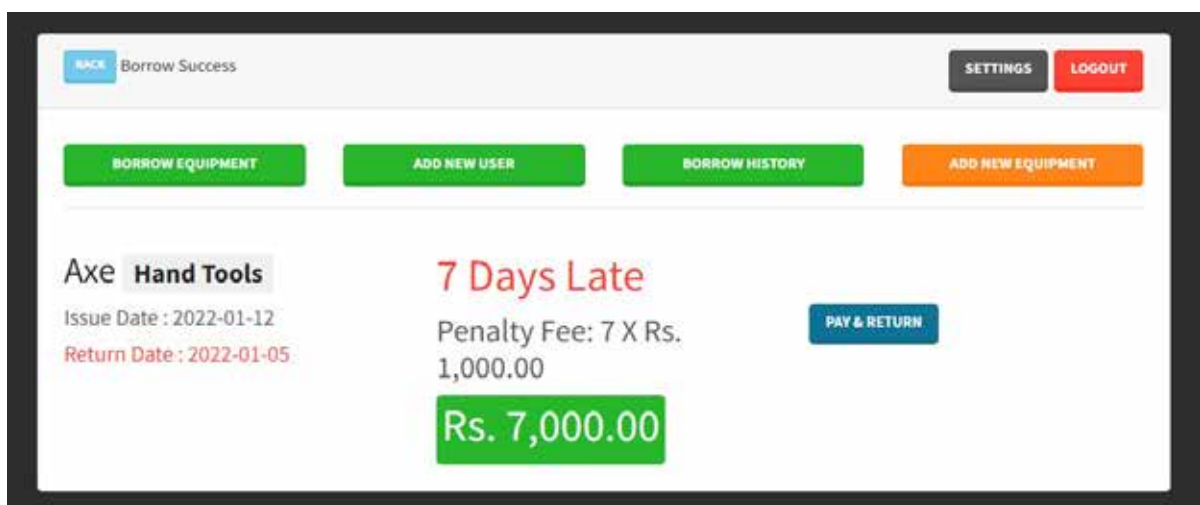 BACK Borrow Success
SETTINGS
LOGOUT
BORROW EQUIPMENT
ADD NEW USER
BORROW HISTORY
ADD NEW EQUIPMENT
Axe Hand Tools
Issue Date : 2022-01-12
Return Date : 2022-01-05
7 Days Late
Penalty Fee: 7 X Rs.
1,000.00
Rs. 7,000.00
PAY & RETURN